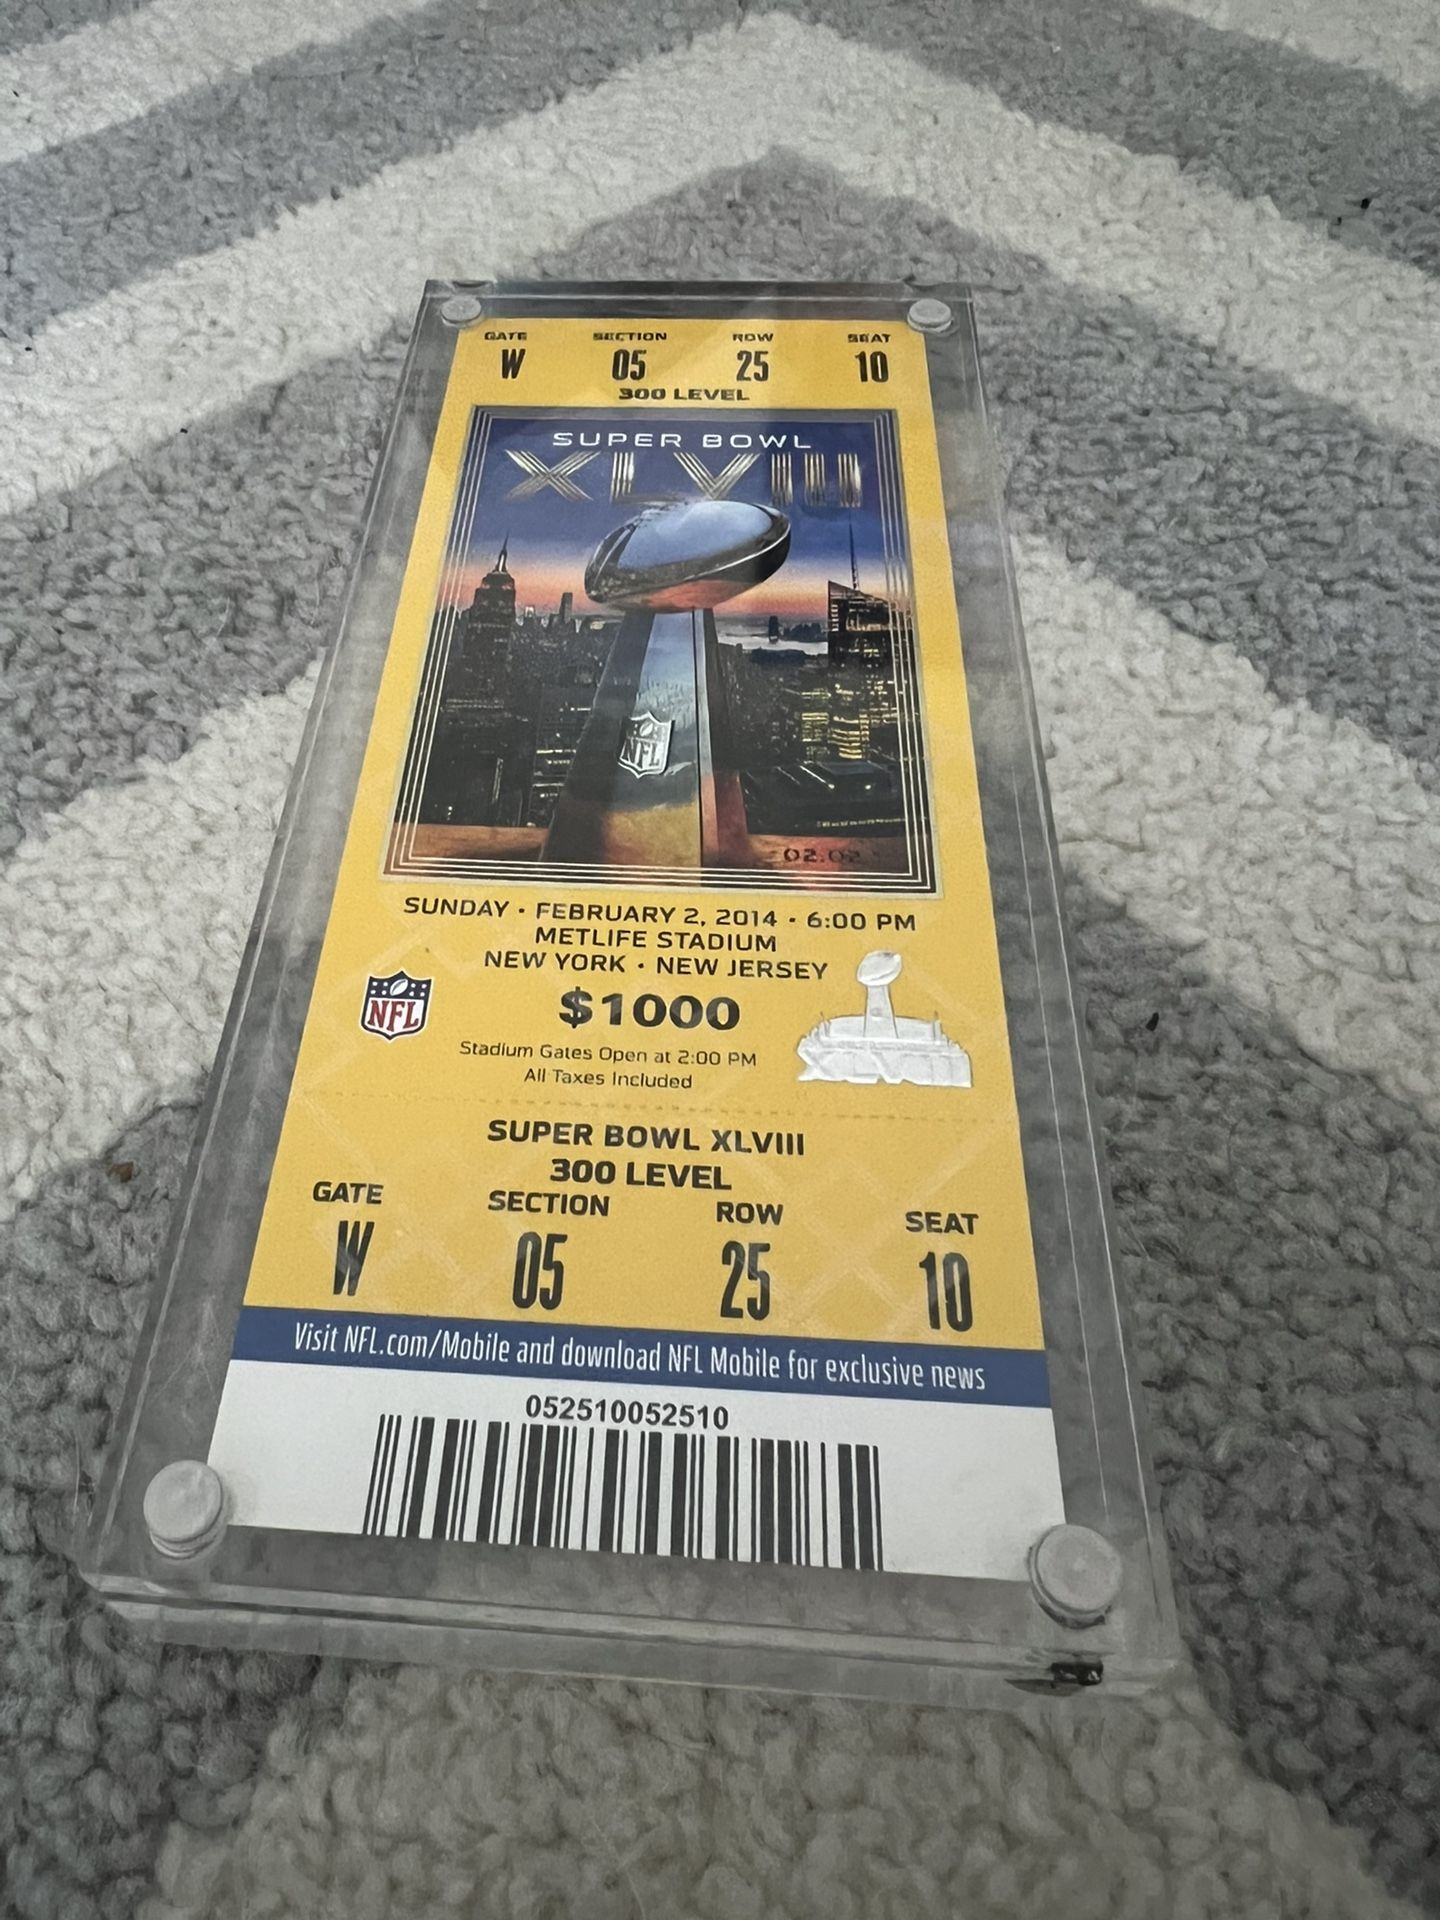 GATE SECTION ROW SEAT
W 05 25 10
300 LEVEL
SUPER BOWL
XLVIII
NFL
02.02
SUNDAY · FEBRUARY 2, 2014 · 6:00 PM
METLIFE STADIUM
NEW YORK · NEW JERSEY
NFL
$1000
Stadium Gates Open at 2:00 PM
All Taxes Included
XLVIII
SUPER BOWL XLVIII
300 LEVEL
GATE SECTION ROW SEAT
W 05 25 10
Visit NFL.com/Mobile and download NFL Mobile for exclusive news
052510052510